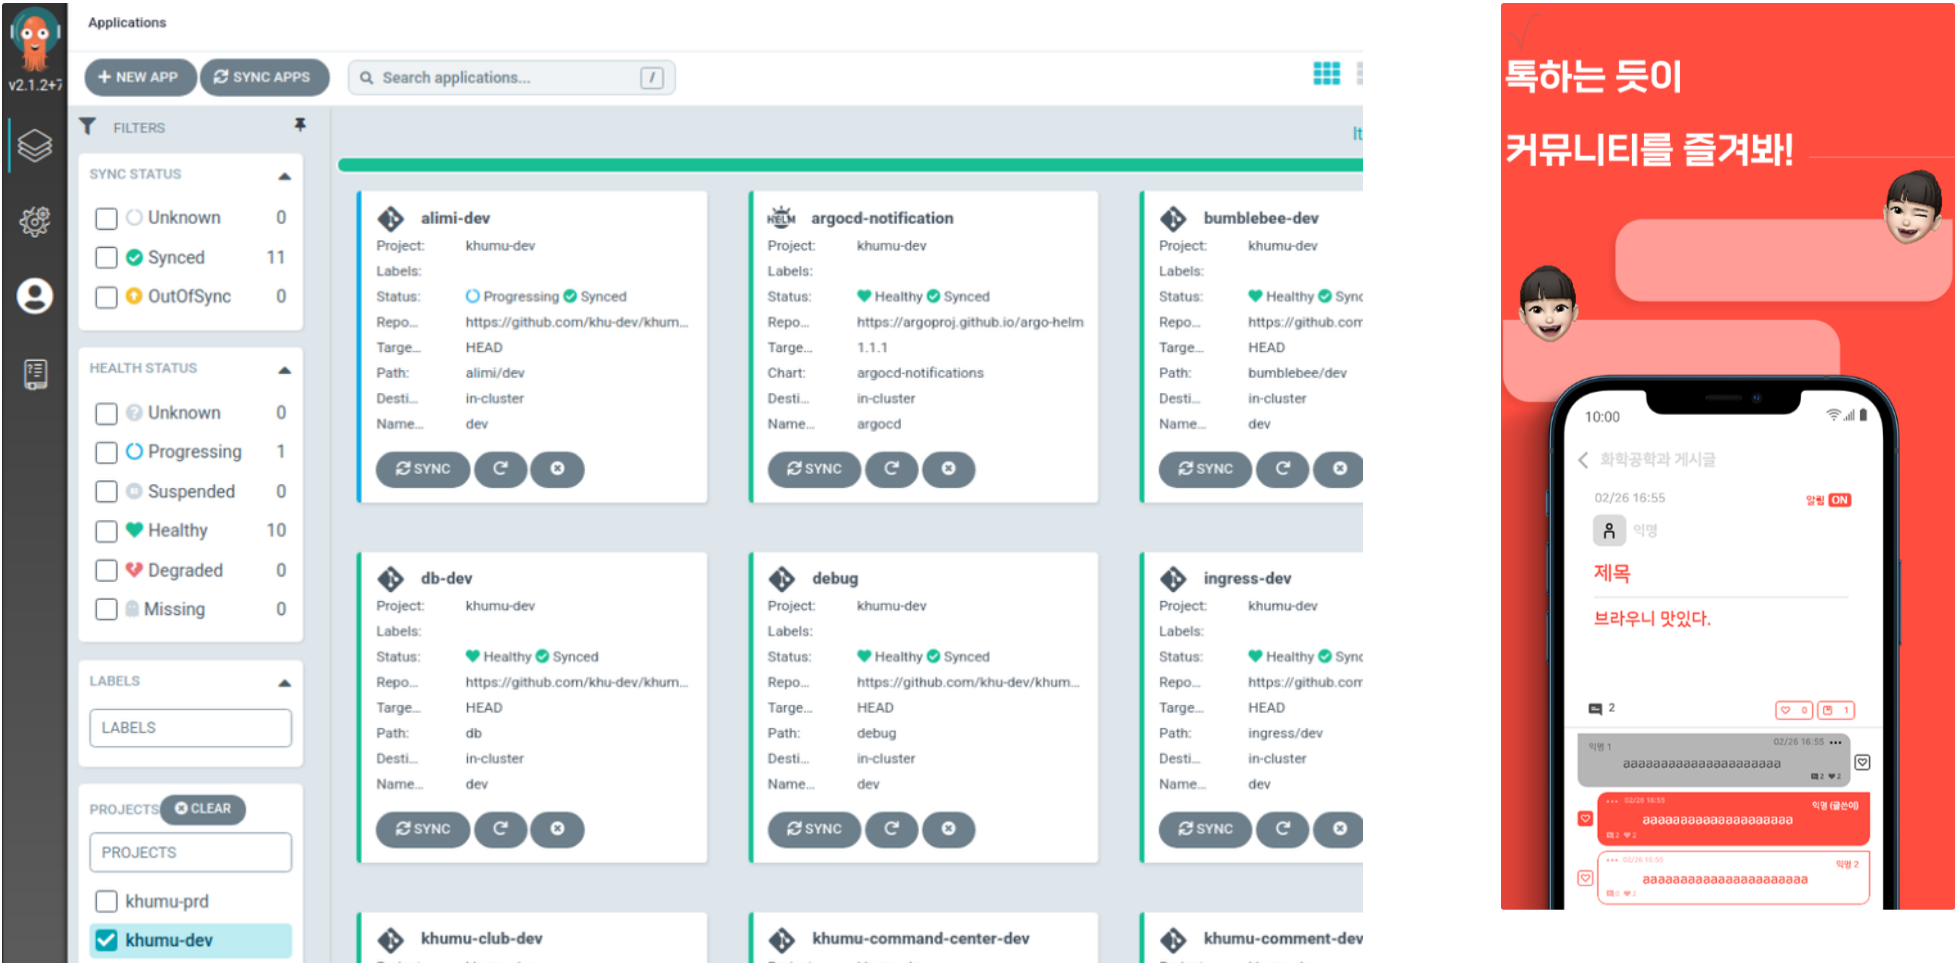 Applications
v2.1.2+7
+ NEW APP
SYNC APPS
Search applications...
/
FILTERS
SYNC STATUS
Unknown 0
Synced 11
OutOfSync 0
HEALTH STATUS
Unknown 0
Progressing 1
Suspended 0
Healthy 10
Degraded 0
Missing 0
LABELS
LABELS
PROJECTS CLEAR
PROJECTS
khumu-prd
khumu-dev
It
alimi-dev
Project: khumu-dev
Labels:
Status: Progressing Synced
Repo... https://github.com/khu-dev/khum...
Targe... HEAD
Path: alimi/dev
Desti... in-cluster
Name... dev
SYNC
HELM argocd-notification
Project: khumu-dev
Labels:
Status: Healthy Synced
Repo... https://argoproj.github.io/argo-helm
Targe... 1.1.1
Chart: argocd-notifications
Desti... in-cluster
Name... argocd
SYNC
bumblebee-dev
Project: khumu-dev
Labels:
Status: Healthy Sync
Repo... https://github.com
Targe... HEAD
Path: bumblebee/dev
Desti... in-cluster
Name... dev
SYNC
db-dev
Project: khumu-dev
Labels:
Status: Healthy Synced
Repo... https://github.com/khu-dev/khum...
Targe... HEAD
Path: db
Desti... in-cluster
Name... dev
SYNC
debug
Project: khumu-dev
Labels:
Status: Healthy Synced
Repo... https://github.com/khu-dev/khum...
Targe... HEAD
Path: debug
Desti... in-cluster
Name... dev
SYNC
ingress-dev
Project: khumu-dev
Labels:
Status: Healthy Sync
Repo... https://github.com
Targe... HEAD
Path: ingress/dev
Desti... in-cluster
Name... dev
SYNC
khumu-club-dev
khumu-command-center-dev
khumu-comment-dev
톡하는 듯이
커뮤니티를 즐겨봐!
10:00
화학공학과 게시글
02/26 16:55
알림 ON
익명
제목
브라우니 맛있다.
2
0 1
익명 1 02/26 16:55
aaaaaaaaaaaaaaaaaaaaa
2 2
02/26 16:55 익명 (글쓴이)
aaaaaaaaaaaaaaaaaaaa
2 2
02/26 16:55 익명 2
aaaaaaaaaaaaaaaaaaaaaa
0 2